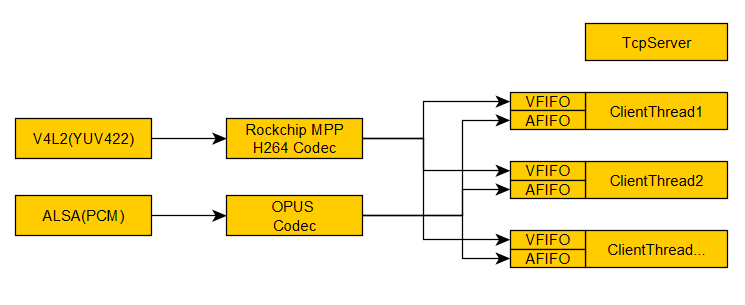 TcpServer
VFIFO
AFIFO
ClientThread1
V4L2(YUV422)
Rockchip MPP
H264 Codec
VFIFO
AFIFO
ClientThread2
ALSA(PCM)
OPUS
Codec
VFIFO
AFIFO
ClientThread...